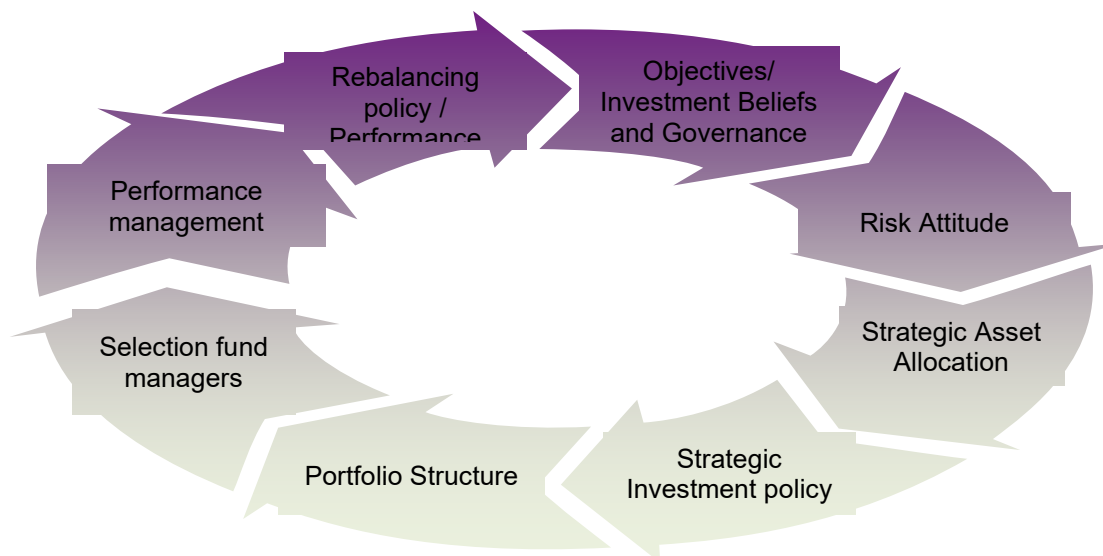 Rebalancing
policy /
Performance
Objectives/
Investment Beliefs
and Governance
Risk Attitude
Strategic Asset
Allocation
Strategic
Investment policy
Portfolio Structure
Selection fund
managers
Performance
management